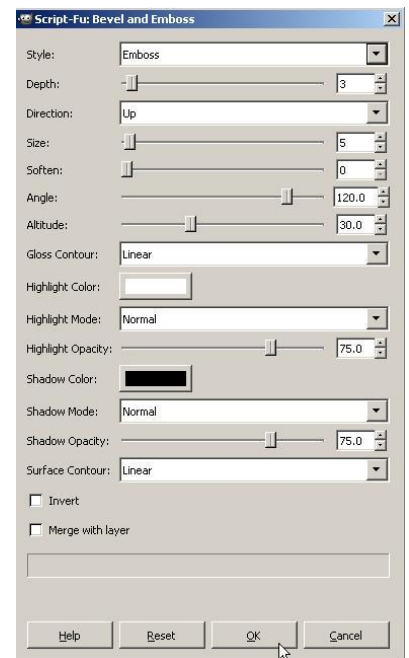 Script-Fu: Bevel and Emboss
Style: Emboss
Depth: 3
Direction: Up
Size: 5
Soften: 0
Angle: 120.0
Altitude: 30.0
Gloss Contour: Linear
Highlight Color:
Highlight Mode: Normal
Highlight Opacity: 75.0
Shadow Color:
Shadow Mode: Normal
Shadow Opacity: 75.0
Surface Contour: Linear
Invert
Merge with layer
Help Reset OK Cancel